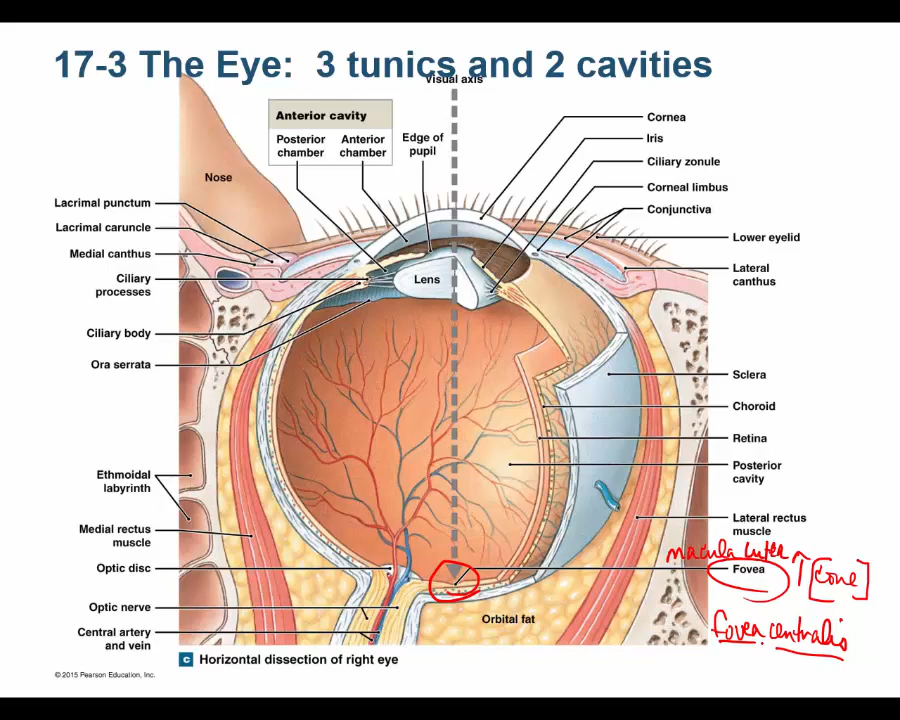 17-3 The Eye: 3 tunics and 2 cavities
Visual axis
Anterior cavity
Posterior
chamber
Anterior
chamber
Edge of
pupil
Nose
Lens
Lacrimal punctum
Lacrimal caruncle
Medial canthus
Ciliary
processes
Ciliary body
Ora serrata
Ethmoidal
labyrinth
Medial rectus
muscle
Optic disc
Optic nerve
Central artery
and vein
Cornea
Iris
Ciliary zonule
Corneal limbus
Conjunctiva
Lower eyelid
Lateral
canthus
Sclera
Choroid
Retina
Posterior
cavity
Lateral rectus
muscle
macula lutea
Fovea
↑ [cone]
fovea centralis
Orbital fat
c Horizontal dissection of right eye
© 2015 Pearson Education, Inc.